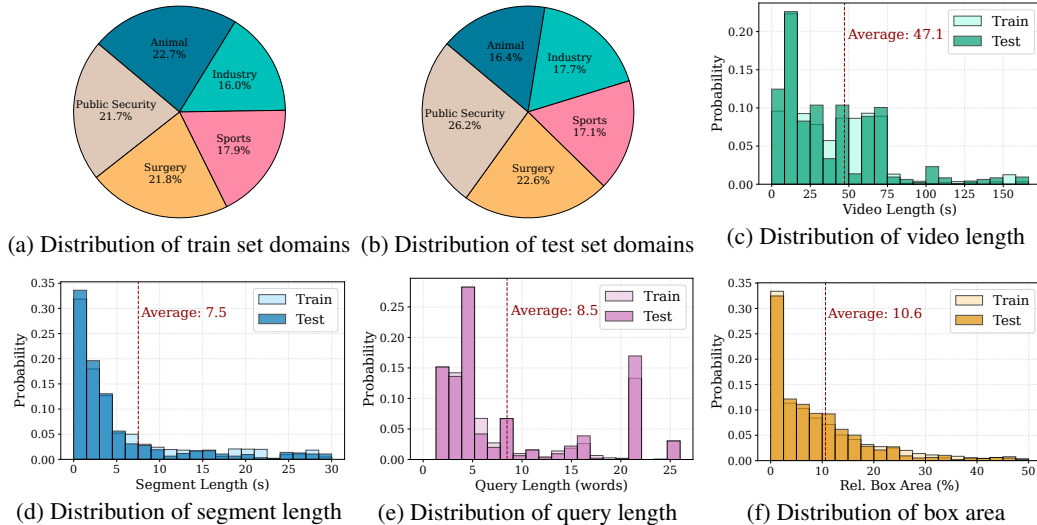 Animal
22.7%
Industry
16.0%
Public Security
21.7%
Sports
17.9%
Surgery
21.8%
(a) Distribution of train set domains
Animal
16.4%
Industry
17.7%
Public Security
26.2%
Sports
17.1%
Surgery
22.6%
(b) Distribution of test set domains
Probability
0.20
0.15
0.10
0.05
0.00
Average: 47.1
Train
Test
0 25 50 75 100 125 150
Video Length (s)
(c) Distribution of video length
Probability
0.35
0.30
0.25
0.20
0.15
0.10
0.05
0.00
Average: 7.5
Train
Test
0 5 10 15 20 25 30
Segment Length (s)
(d) Distribution of segment length
Probability
0.25
0.20
0.15
0.10
0.05
0.00
Average: 8.5
Train
Test
0 5 10 15 20 25
Query Length (words)
(e) Distribution of query length
Probability
0.35
0.30
0.25
0.20
0.15
0.10
0.05
0.00
Average: 10.6
Train
Test
0 10 20 30 40 50
Rel. Box Area (%)
(f) Distribution of box area